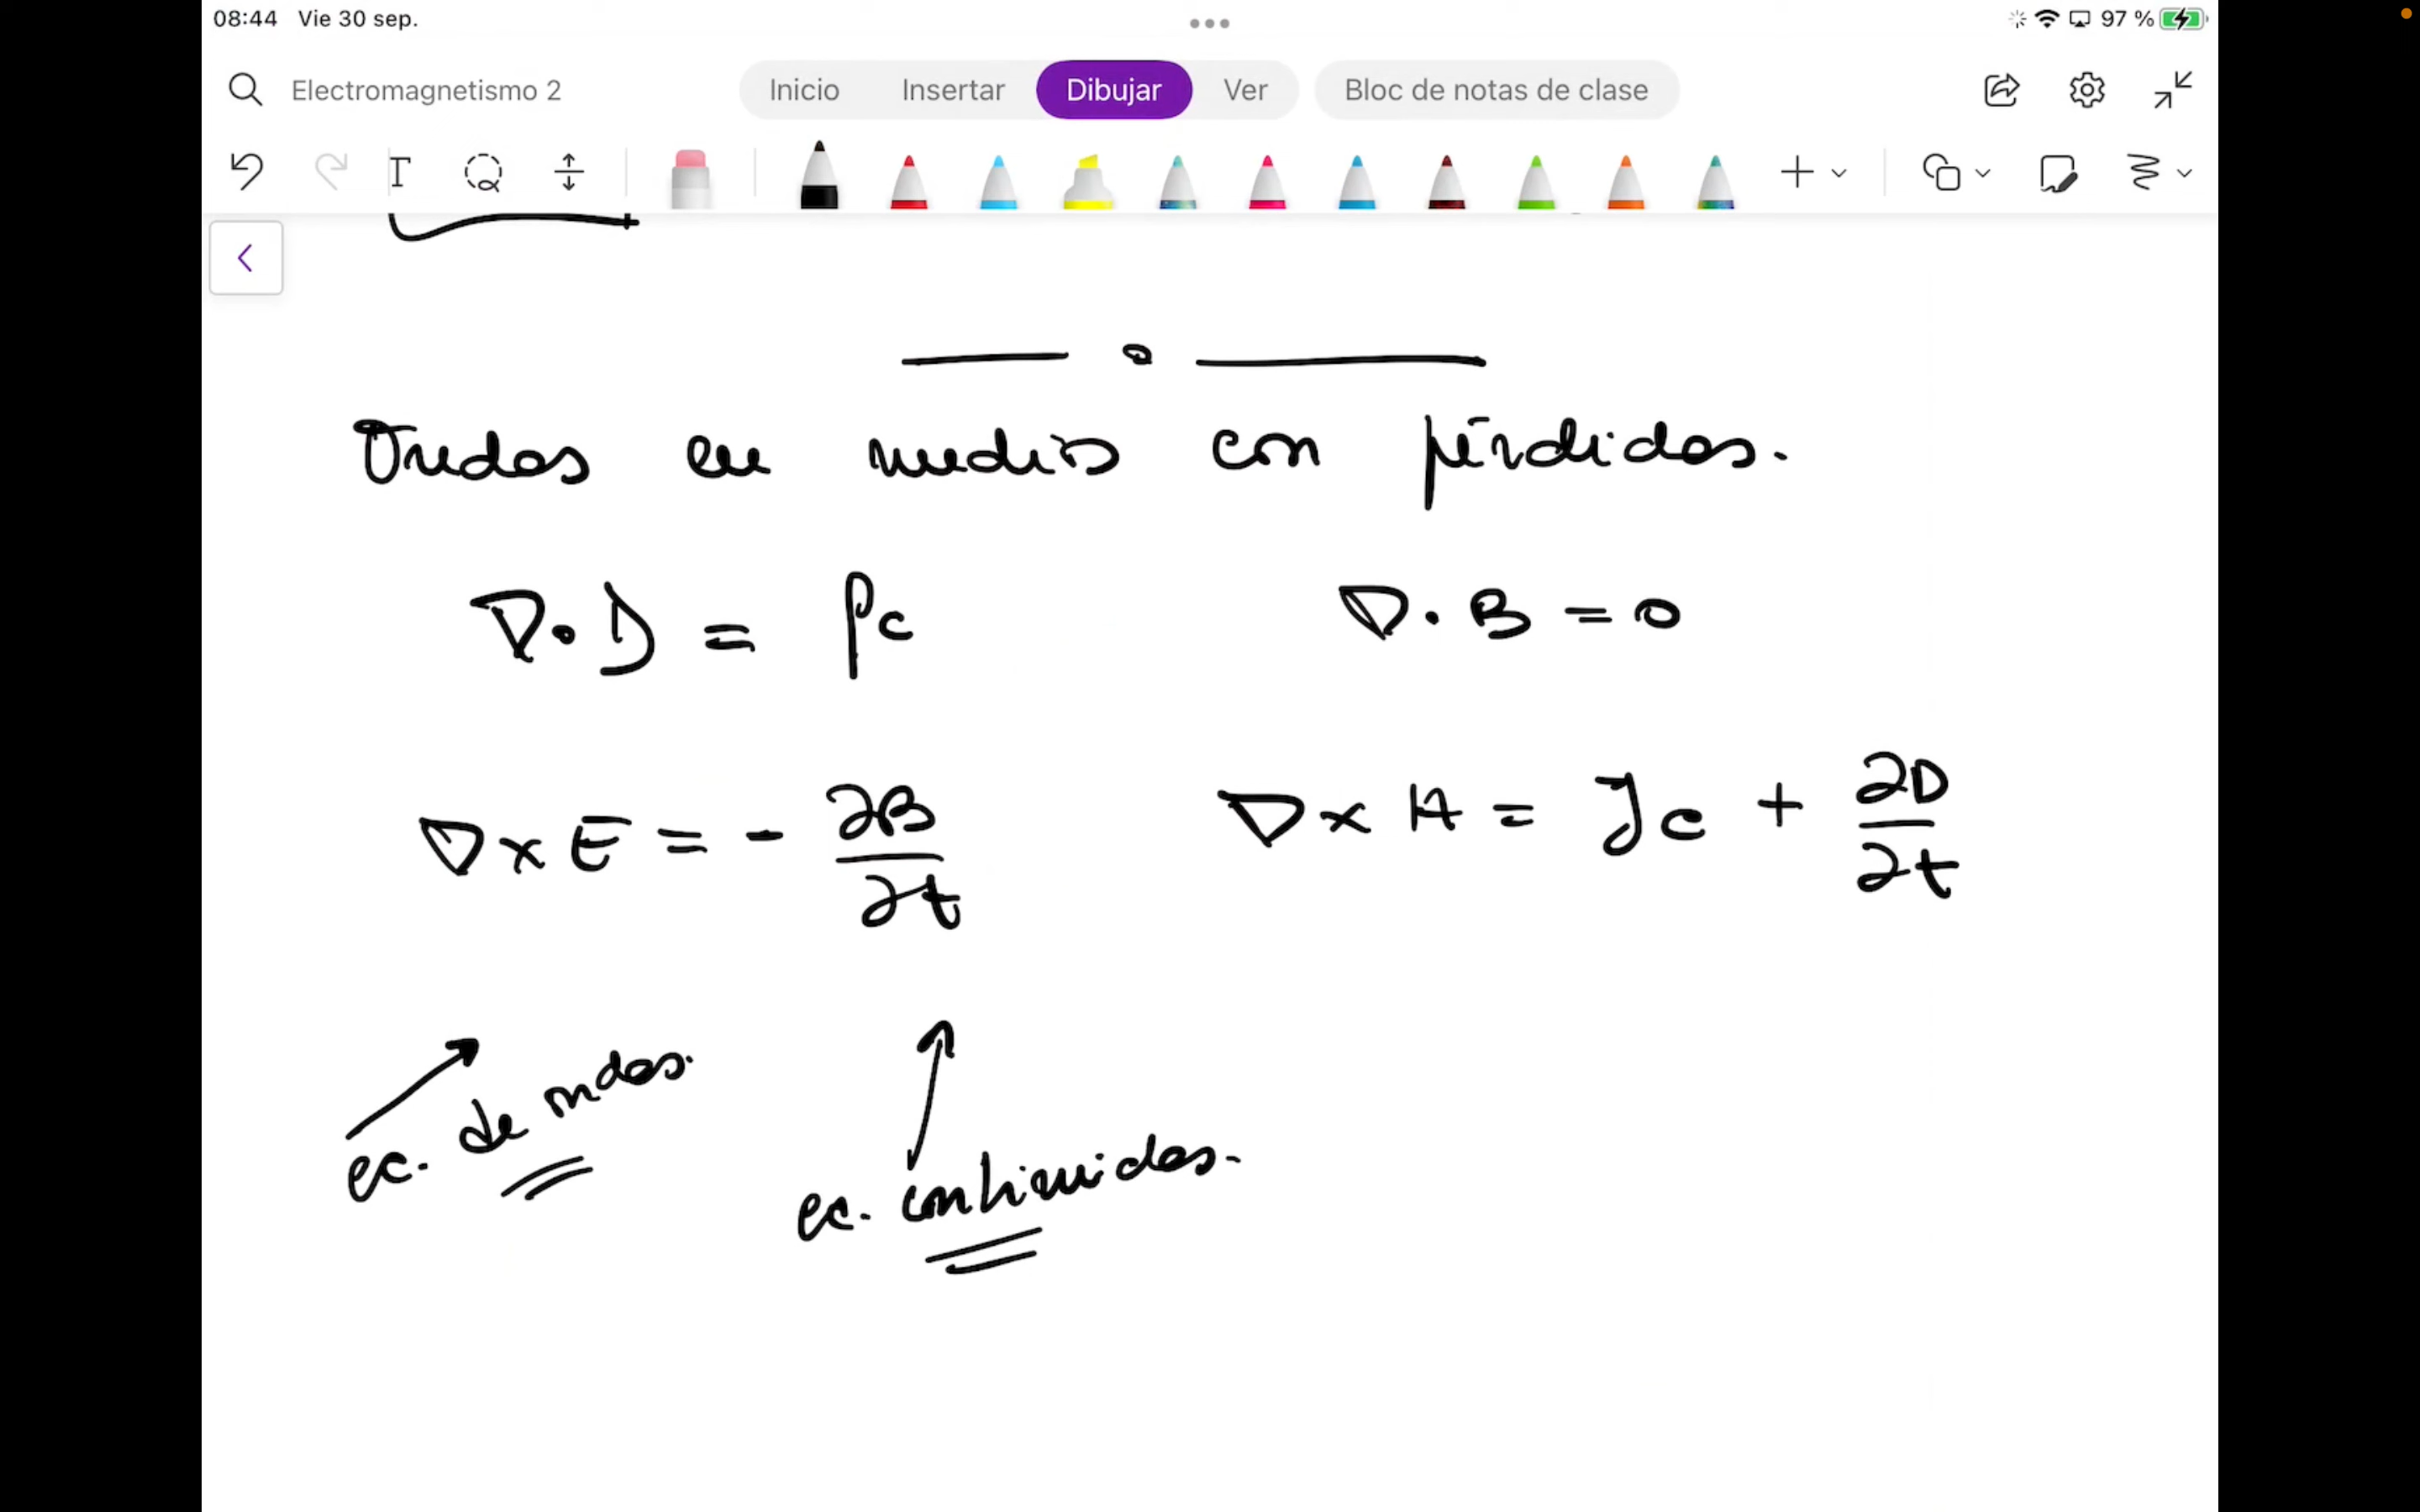 08:44 Vie 30 sep.
97 %
Electromagnetismo 2
Inicio Insertar Dibujar Ver Bloc de notas de clase
T
Ondas en medios con pérdidas.
∇·D = ρc ∇·B = 0
∇×E = - ∂B/∂t ∇×H = Jc + ∂D/∂t
ec. de ondas.
ec. continuidas.